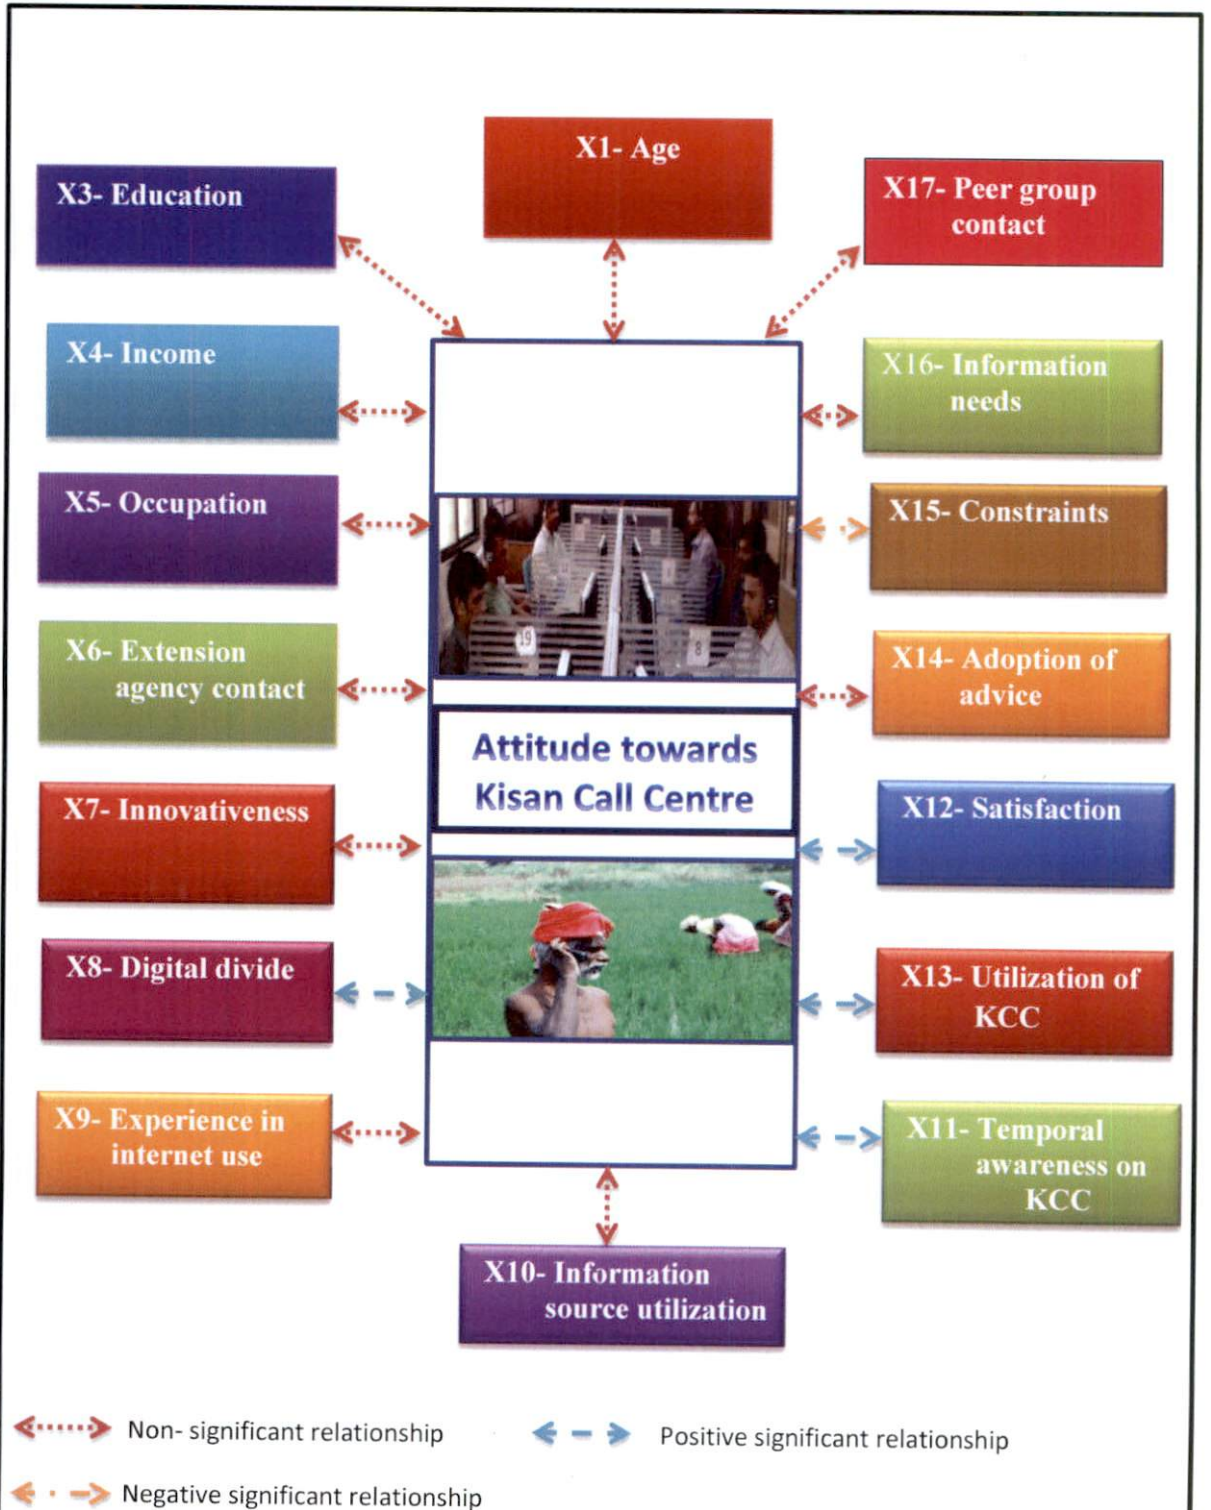 X1- Age
X3- Education
X17- Peer group
contact
X4- Income
X16- Information
needs
X5- Occupation
X15- Constraints
X6- Extension
agency contact
X14- Adoption of
advice
19
8
Attitude towards
Kisan Call Centre
X7- Innovativeness
X12- Satisfaction
X8- Digital divide
X13- Utilization of
KCC
X9- Experience in
internet use
X11- Temporal
awareness on
KCC
X10- Information
source utilization
Non- significant relationship
Positive significant relationship
Negative significant relationship